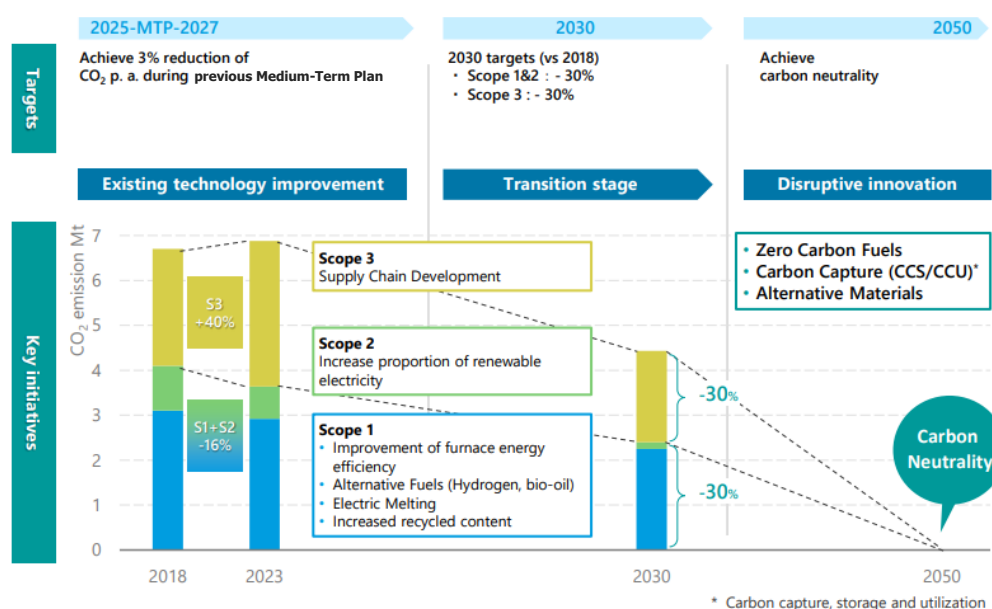 2025-MTP-2027
2030
2050
Targets
Achieve 3% reduction of
CO2 p. a. during previous Medium-Term Plan
2030 targets (vs 2018)
・ Scope 1&2 : - 30%
・ Scope 3 : - 30%
Achieve
carbon neutrality
Existing technology improvement
Transition stage
Disruptive innovation
Key initiatives
CO2 emission Mt
7
6
5
4
3
2
1
0
S3
+40%
S1+S2
-16%
Scope 3
Supply Chain Development
Scope 2
Increase proportion of renewable
electricity
Scope 1
• Improvement of furnace energy
efficiency
• Alternative Fuels (Hydrogen, bio-oil)
• Electric Melting
• Increased recycled content
-30%
-30%
• Zero Carbon Fuels
• Carbon Capture (CCS/CCU)*
• Alternative Materials
Carbon
Neutrality
2018
2023
2030
2050
* Carbon capture, storage and utilization